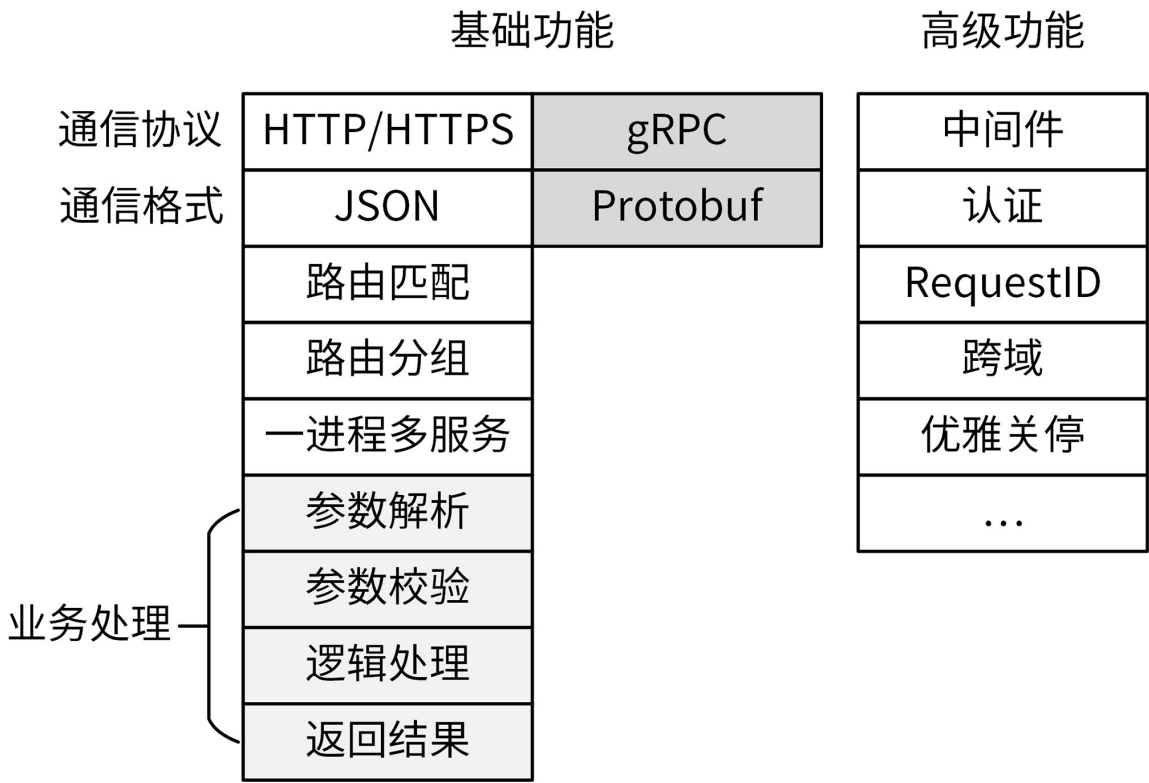 基础功能 高级功能
通信协议 HTTP/HTTPS gRPC 中间件
通信格式 JSON Protobuf 认证
路由匹配 RequestID
路由分组 跨域
一进程多服务 优雅关停
参数解析 …
参数校验
业务处理
逻辑处理
返回结果